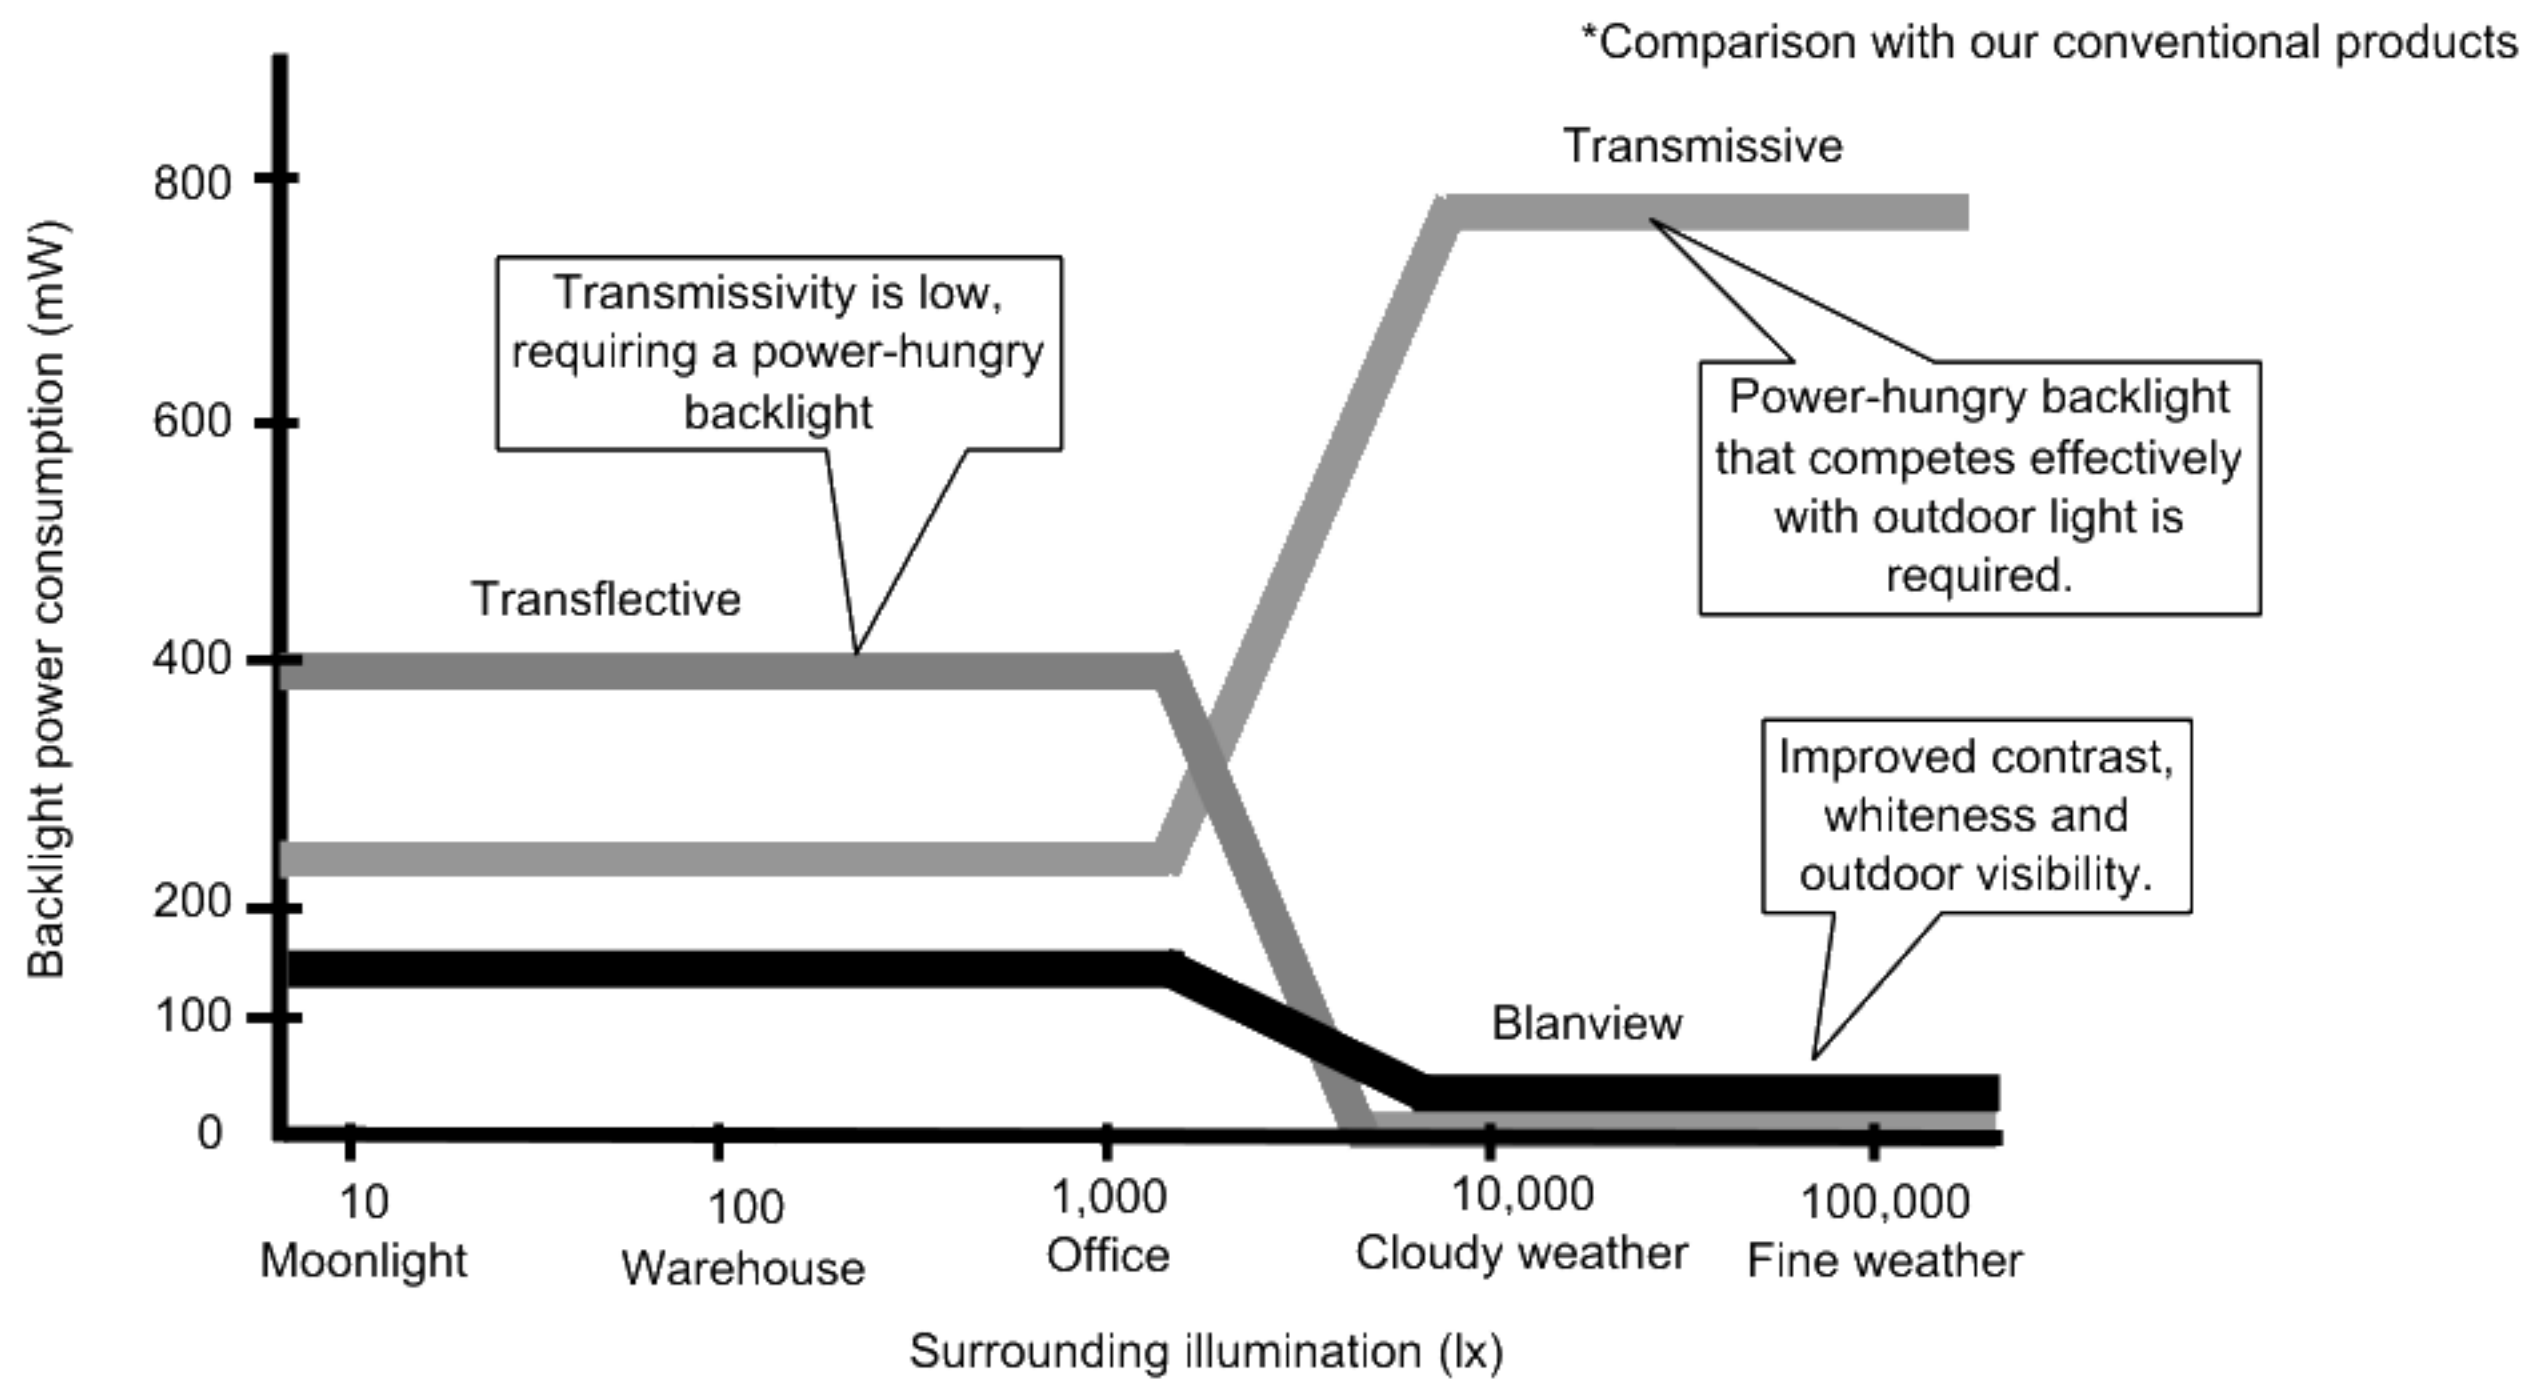 *Comparison with our conventional products
Transmissive
800
Transmissivity is low,
requiring a power-hungry
backlight
Power-hungry backlight
that competes effectively
with outdoor light is
required.
600
Backlight power consumption (mW)
Transflective
400
Improved contrast,
whiteness and
outdoor visibility.
200
100
Blanview
0
10
100
1,000
10,000
100,000
Moonlight
Warehouse
Office
Cloudy weather
Fine weather
Surrounding illumination (lx)